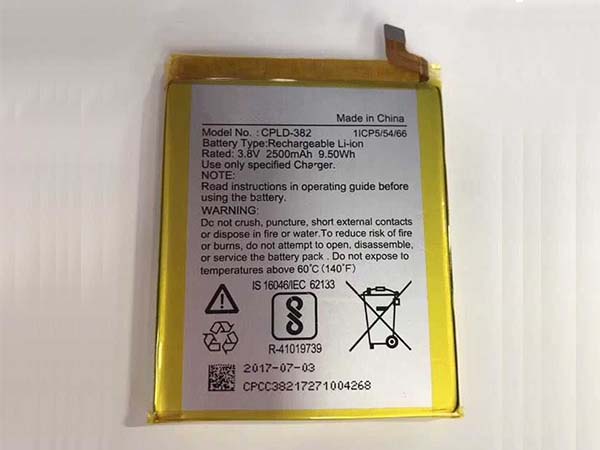 Made in China
Model No. :CPLD-382 1ICP5/54/66
Battery Type:Rechargeable Li-ion
Rated: 3.8V 2500mAh 9.50Wh
Use only specified Charger.
NOTE:
Read instructions in operating guide before
using the battery.
WARNING:
Do not crush, puncture, short external contacts
or dispose in fire or water.To reduce risk of fire
or burns, do not attempt to open, disassemble,
or service the battery pack . Do not expose to
temperatures above 60°C (140°F)
IS 16046/IEC 62133
R-41019739
2017-07-03
CPCC38217271004268